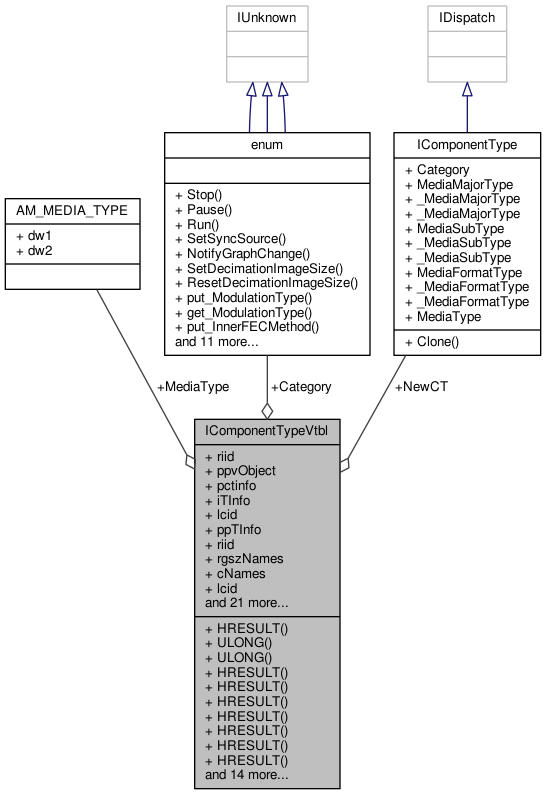 IUnknown
IDispatch
enum
+ Stop()
+ Pause()
+ Run()
+ SetSyncSource()
+ NotifyGraphChange()
+ SetDecimationImageSize()
+ ResetDecimationImageSize()
+ put_ModulationType()
+ get_ModulationType()
+ put_InnerFECMethod()
and 11 more...
IComponentType
+ Category
+ MediaMajorType
+ _MediaMajorType
+ _MediaMajorType
+ MediaSubType
+ _MediaSubType
+ _MediaSubType
+ MediaFormatType
+ _MediaFormatType
+ _MediaFormatType
+ MediaType
+ Clone()
AM_MEDIA_TYPE
+ dw1
+ dw2
+MediaType
+Category
+NewCT
IComponentTypeVtbl
+ riid
+ ppvObject
+ pctinfo
+ iTInfo
+ lcid
+ ppTInfo
+ riid
+ rgszNames
+ cNames
+ lcid
and 21 more...
+ HRESULT()
+ ULONG()
+ ULONG()
+ HRESULT()
+ HRESULT()
+ HRESULT()
+ HRESULT()
+ HRESULT()
+ HRESULT()
+ HRESULT()
and 14 more...